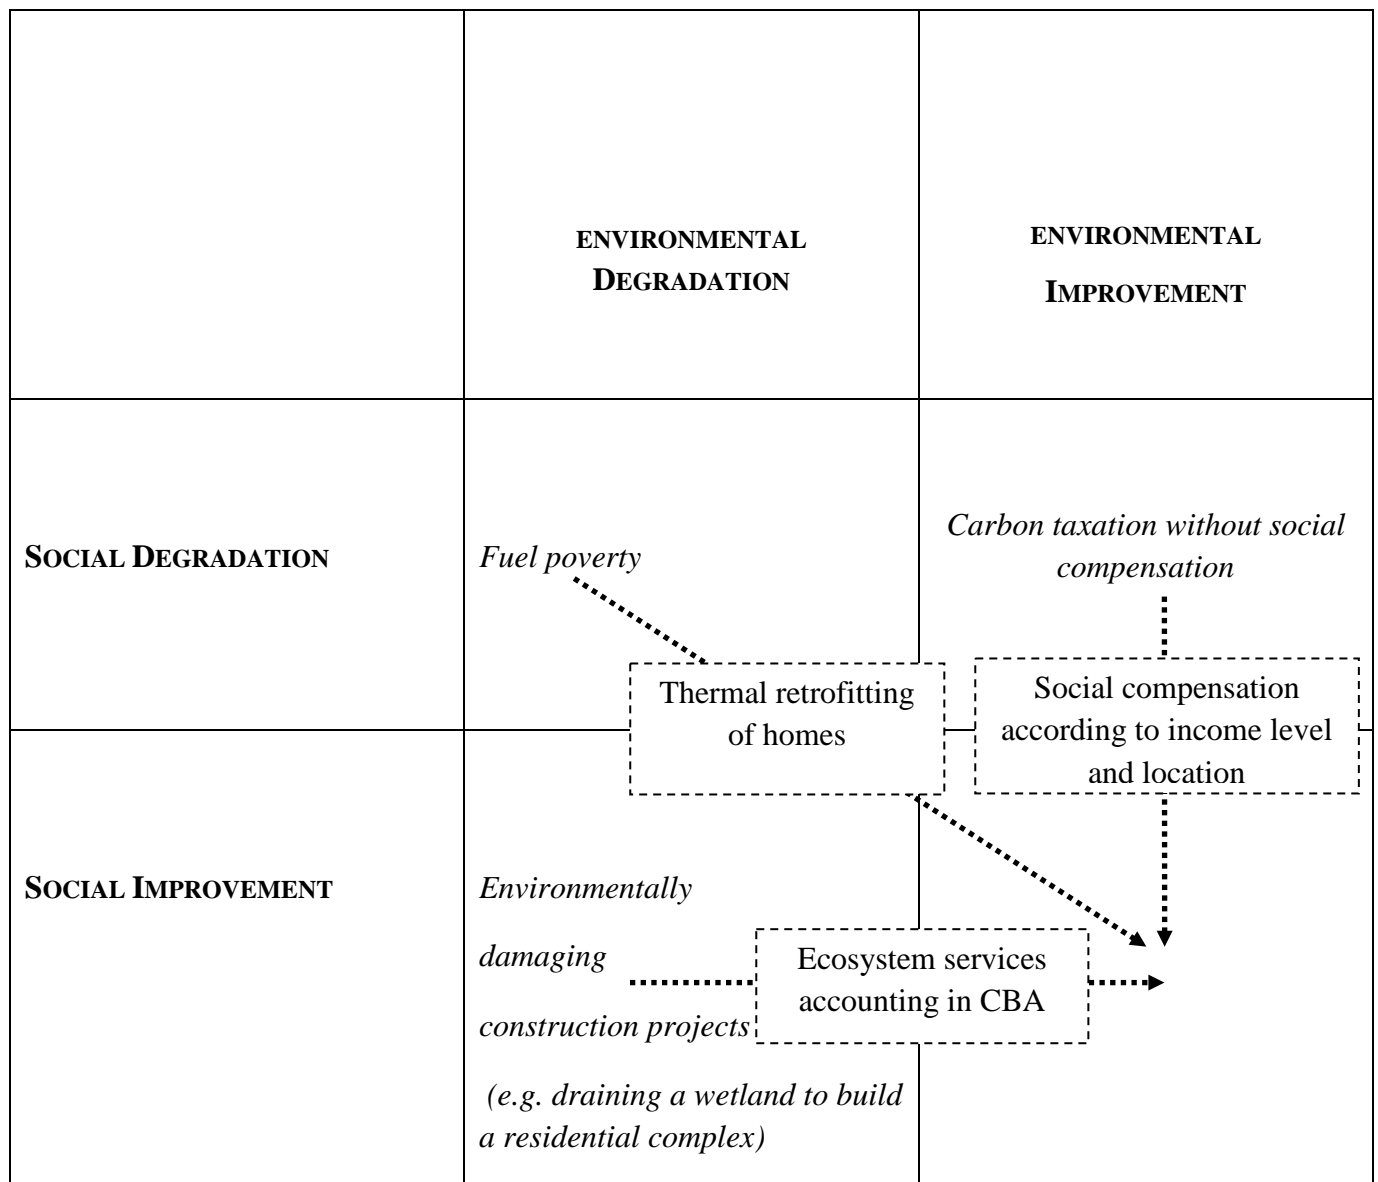 ENVIRONMENTAL
DEGRADATION
ENVIRONMENTAL
IMPROVEMENT
SOCIAL DEGRADATION
Fuel poverty
Carbon taxation without social
compensation
Thermal retrofitting
of homes
Social compensation
according to income level
and location
SOCIAL IMPROVEMENT
Environmentally
damaging
construction projects
(e.g. draining a wetland to build
a residential complex)
Ecosystem services
accounting in CBA